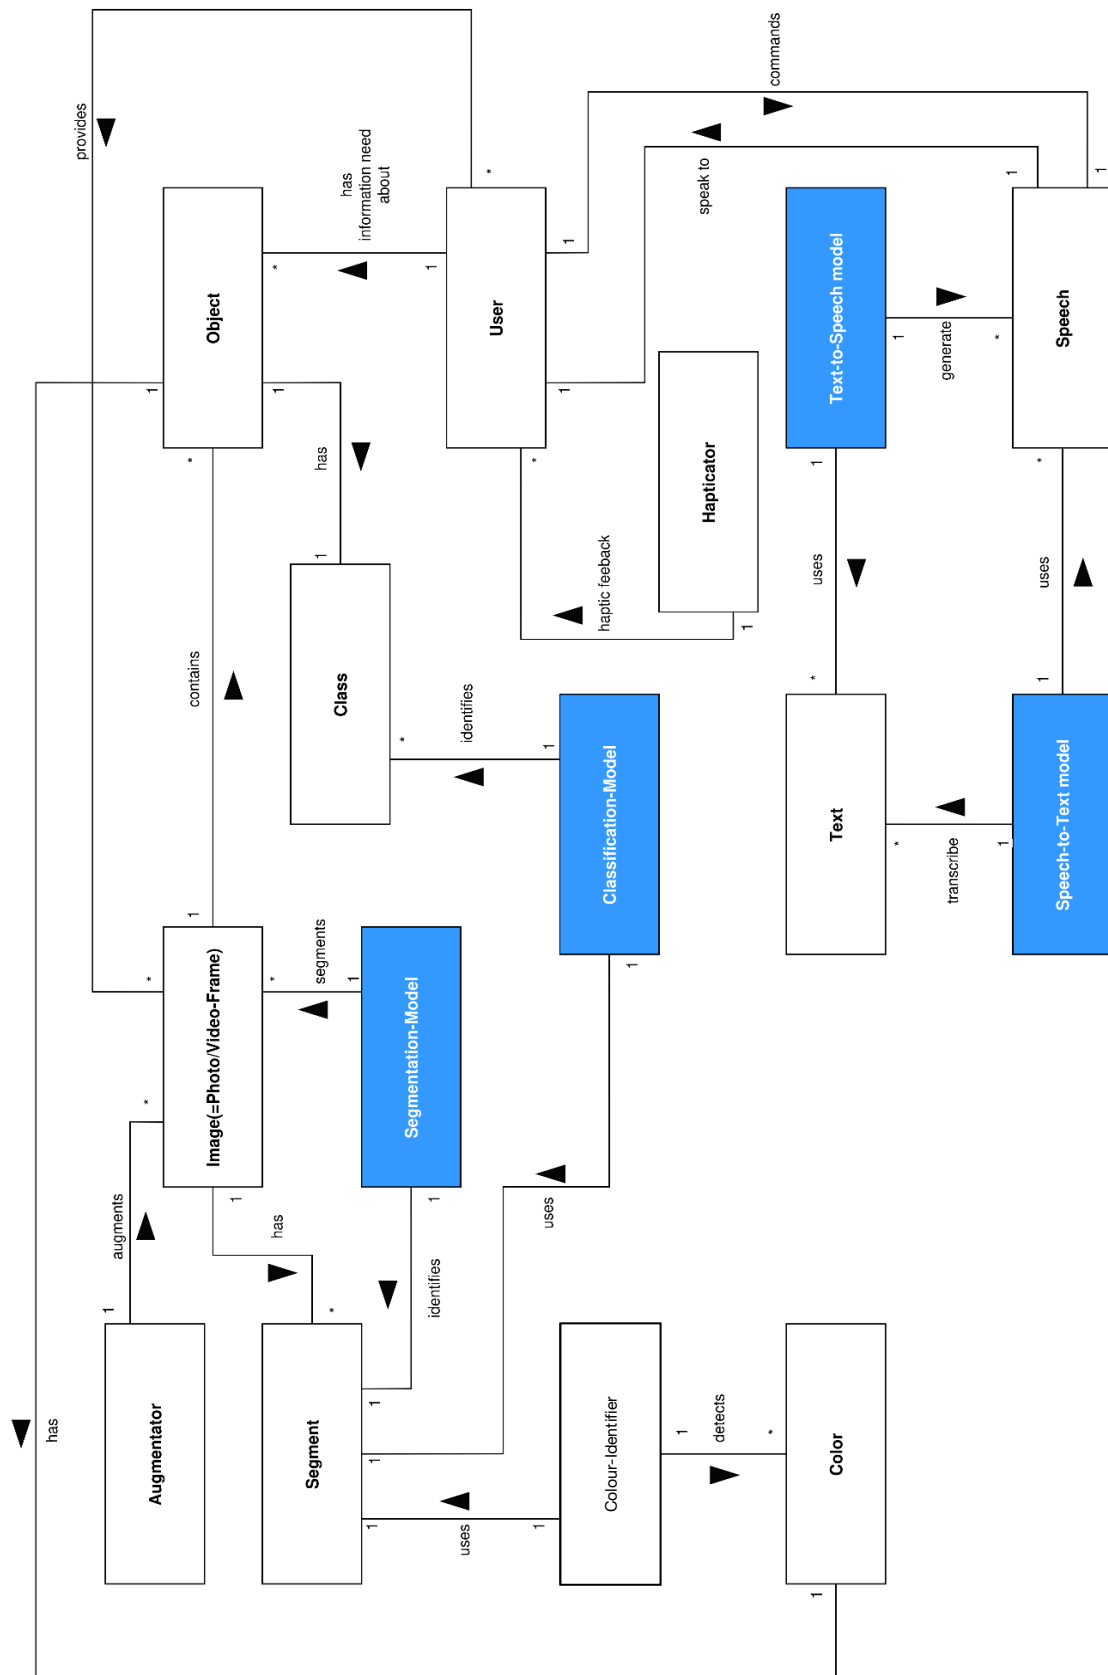 has
provides
1
augments
*
*
Augmentator
1
1
contains
*
Image(=Photo/Video-Frame)
Object
1
has
*
1
*
Segment
segments
1
has
*
Class
has
information need
about
1
1
1
1
*
Segmentation-Model
identifies
1
1
uses
identifies
*
User
1
*
uses
1
1
1
haptic feeback
Colour-Identifier
Classification-Model
1
1
Hapticator
speak to
detects
1
*
commands
1
*
uses
1
Color
Text
Text-to-Speech model
*
1
transcribe
generate
1
*
1
1
uses
*
Speech-to-Text model
Speech
1